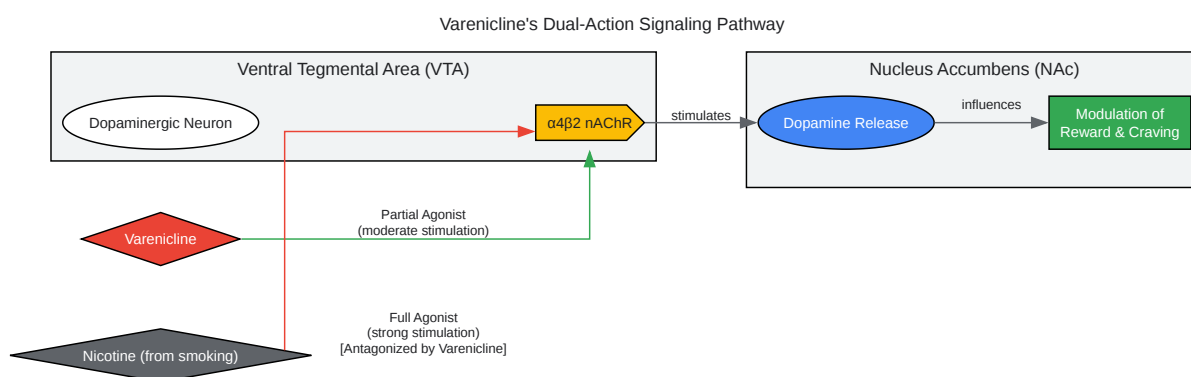 Varenicline's Dual-Action Signaling Pathway
Ventral Tegmental Area (VTA)
Nucleus Accumbens (NAc)
Dopaminergic Neuron
α4β2 nAChR
stimulates
Dopamine Release
influences
Modulation of
Reward & Craving
Varenicline
Partial Agonist
(moderate stimulation)
Nicotine (from smoking)
Full Agonist
(strong stimulation)
[Antagonized by Varenicline]